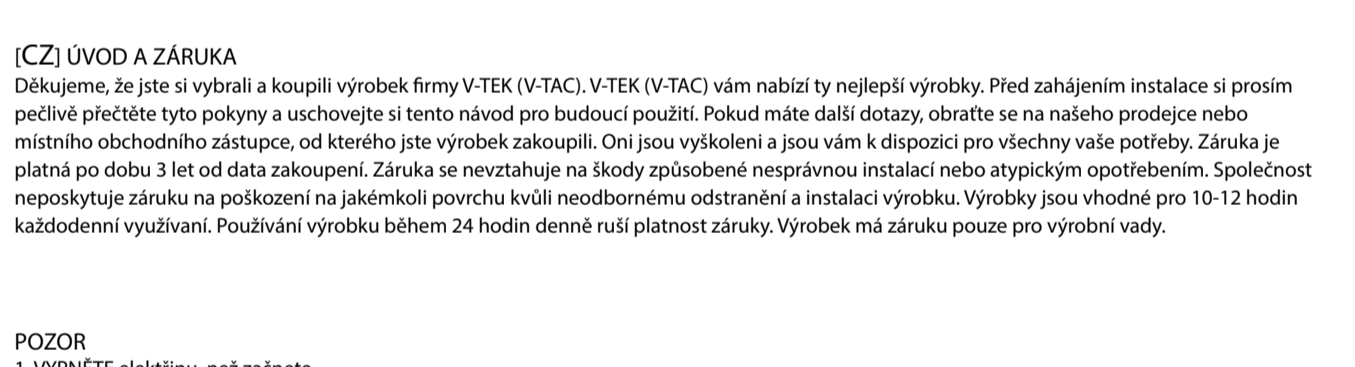 [CZ] ÚVOD A ZÁRUKA
Děkujeme, že jste si vybrali a koupili výrobek firmy V-TEK (V-TAC). V-TEK (V-TAC) vám nabízí ty nejlepší výrobky. Před zahájením instalace si prosím
pečlivě přečtěte tyto pokyny a uschovejte si tento návod pro budoucí použití. Pokud máte další dotazy, obraťte se na našeho prodejce nebo
místního obchodního zástupce, od kterého jste výrobek zakoupili. Oni jsou vyškoleni a jsou vám k dispozici pro všechny vaše potřeby. Záruka je
platná po dobu 3 let od data zakoupení. Záruka se nevztahuje na škody způsobené nesprávnou instalací nebo atypickým opotřebením. Společnost
neposkytuje záruku na poškození na jakémkoli povrchu kvůli neodbornému odstranění a instalaci výrobku. Výrobky jsou vhodné pro 10-12 hodin
každodenní využívaní. Používání výrobku během 24 hodin denně ruší platnost záruky. Výrobek má záruku pouze pro výrobní vady.
POZOR
1. VYPNĚTE elektřinu, než začnete